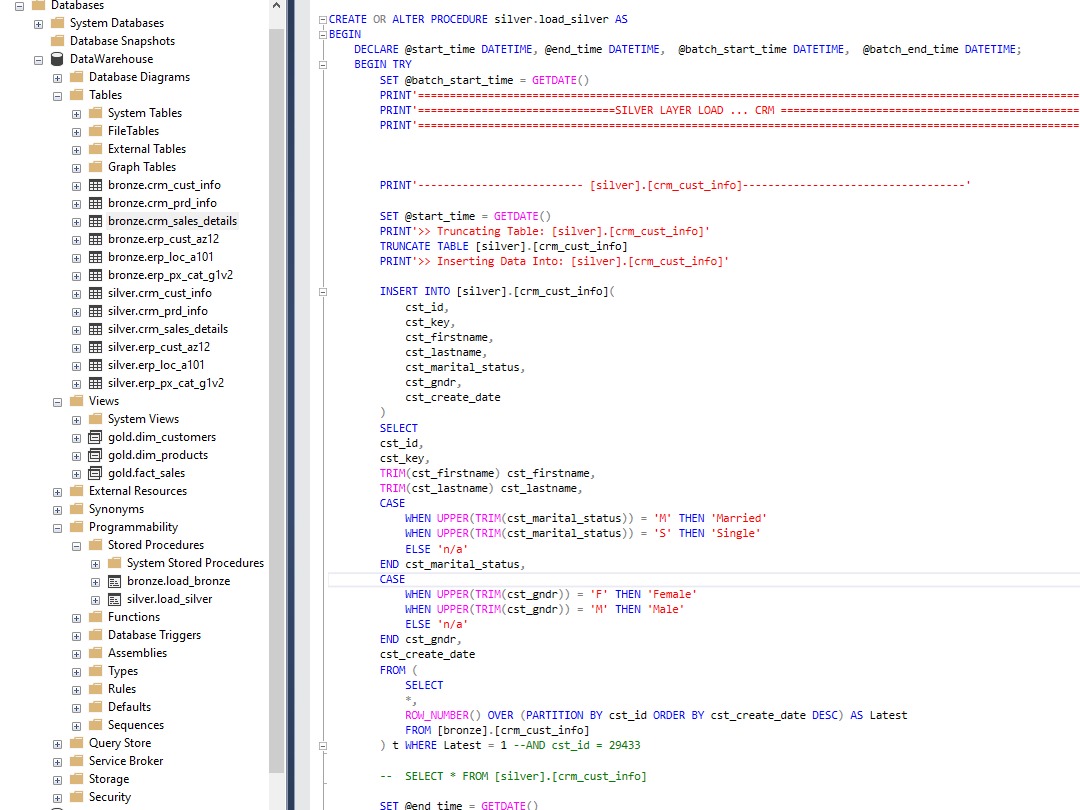 Databases
System Databases
Database Snapshots
DataWarehouse
Database Diagrams
Tables
System Tables
FileTables
External Tables
Graph Tables
bronze.crm_cust_info
bronze.crm_prd_info
bronze.crm_sales_details
bronze.erp_cust_az12
bronze.erp_loc_a101
bronze.erp_px_cat_g1v2
silver.crm_cust_info
silver.crm_prd_info
silver.crm_sales_details
silver.erp_cust_az12
silver.erp_loc_a101
silver.erp_px_cat_g1v2
Views
System Views
gold.dim_customers
gold.dim_products
gold.fact_sales
External Resources
Synonyms
Programmability
Stored Procedures
System Stored Procedures
bronze.load_bronze
silver.load_silver
Functions
Database Triggers
Assemblies
Types
Rules
Defaults
Sequences
Query Store
Service Broker
Storage
Security
CREATE OR ALTER PROCEDURE silver.load_silver AS
BEGIN
DECLARE @start_time DATETIME, @end_time DATETIME,  @batch_start_time DATETIME,  @batch_end_time DATETIME;
BEGIN TRY
SET @batch_start_time = GETDATE()
PRINT'========================================================================================================
PRINT'===============================SILVER LAYER LOAD ... CRM ===============================================
PRINT'========================================================================================================
PRINT'-------------------------- [silver].[crm_cust_info]-----------------------------------'
SET @start_time = GETDATE()
PRINT'>> Truncating Table: [silver].[crm_cust_info]'
TRUNCATE TABLE [silver].[crm_cust_info]
PRINT'>> Inserting Data Into: [silver].[crm_cust_info]'
INSERT INTO [silver].[crm_cust_info](
cst_id,
cst_key,
cst_firstname,
cst_lastname,
cst_marital_status,
cst_gndr,
cst_create_date
)
SELECT
cst_id,
cst_key,
TRIM(cst_firstname) cst_firstname,
TRIM(cst_lastname) cst_lastname,
CASE
WHEN UPPER(TRIM(cst_marital_status)) = 'M' THEN 'Married'
WHEN UPPER(TRIM(cst_marital_status)) = 'S' THEN 'Single'
ELSE 'n/a'
END cst_marital_status,
CASE
WHEN UPPER(TRIM(cst_gndr)) = 'F' THEN 'Female'
WHEN UPPER(TRIM(cst_gndr)) = 'M' THEN 'Male'
ELSE 'n/a'
END cst_gndr,
cst_create_date
FROM (
SELECT
*,
ROW_NUMBER() OVER (PARTITION BY cst_id ORDER BY cst_create_date DESC) AS Latest
FROM [bronze].[crm_cust_info]
) t WHERE Latest = 1 --AND cst_id = 29433
--  SELECT * FROM [silver].[crm_cust_info]
SET @end_time = GETDATE()